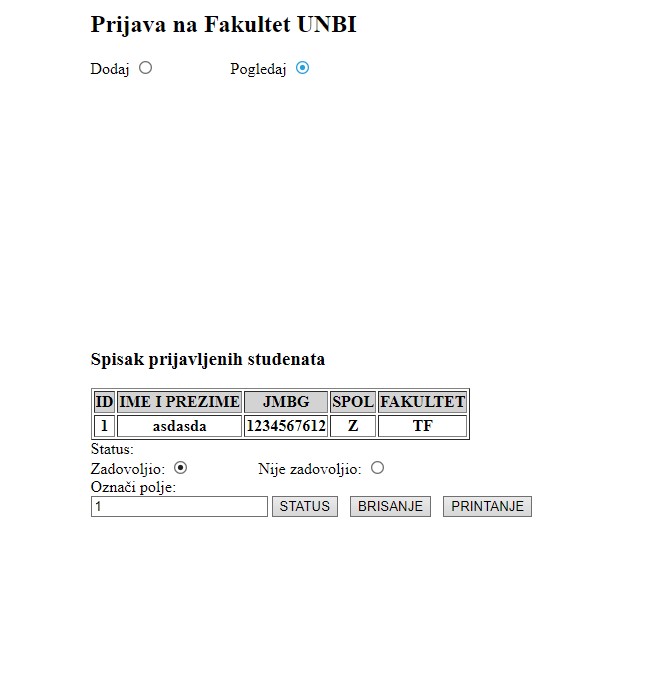 Prijava na Fakultet UNBI
Dodaj Pogledaj
Spisak prijavljenih studenata
ID IME I PREZIME JMBG SPOL FAKULTET
1 asdasda 1234567612 Z TF
Status:
Zadovoljio: Nije zadovoljio:
Označi polje:
1 STATUS BRISANJE PRINTANJE